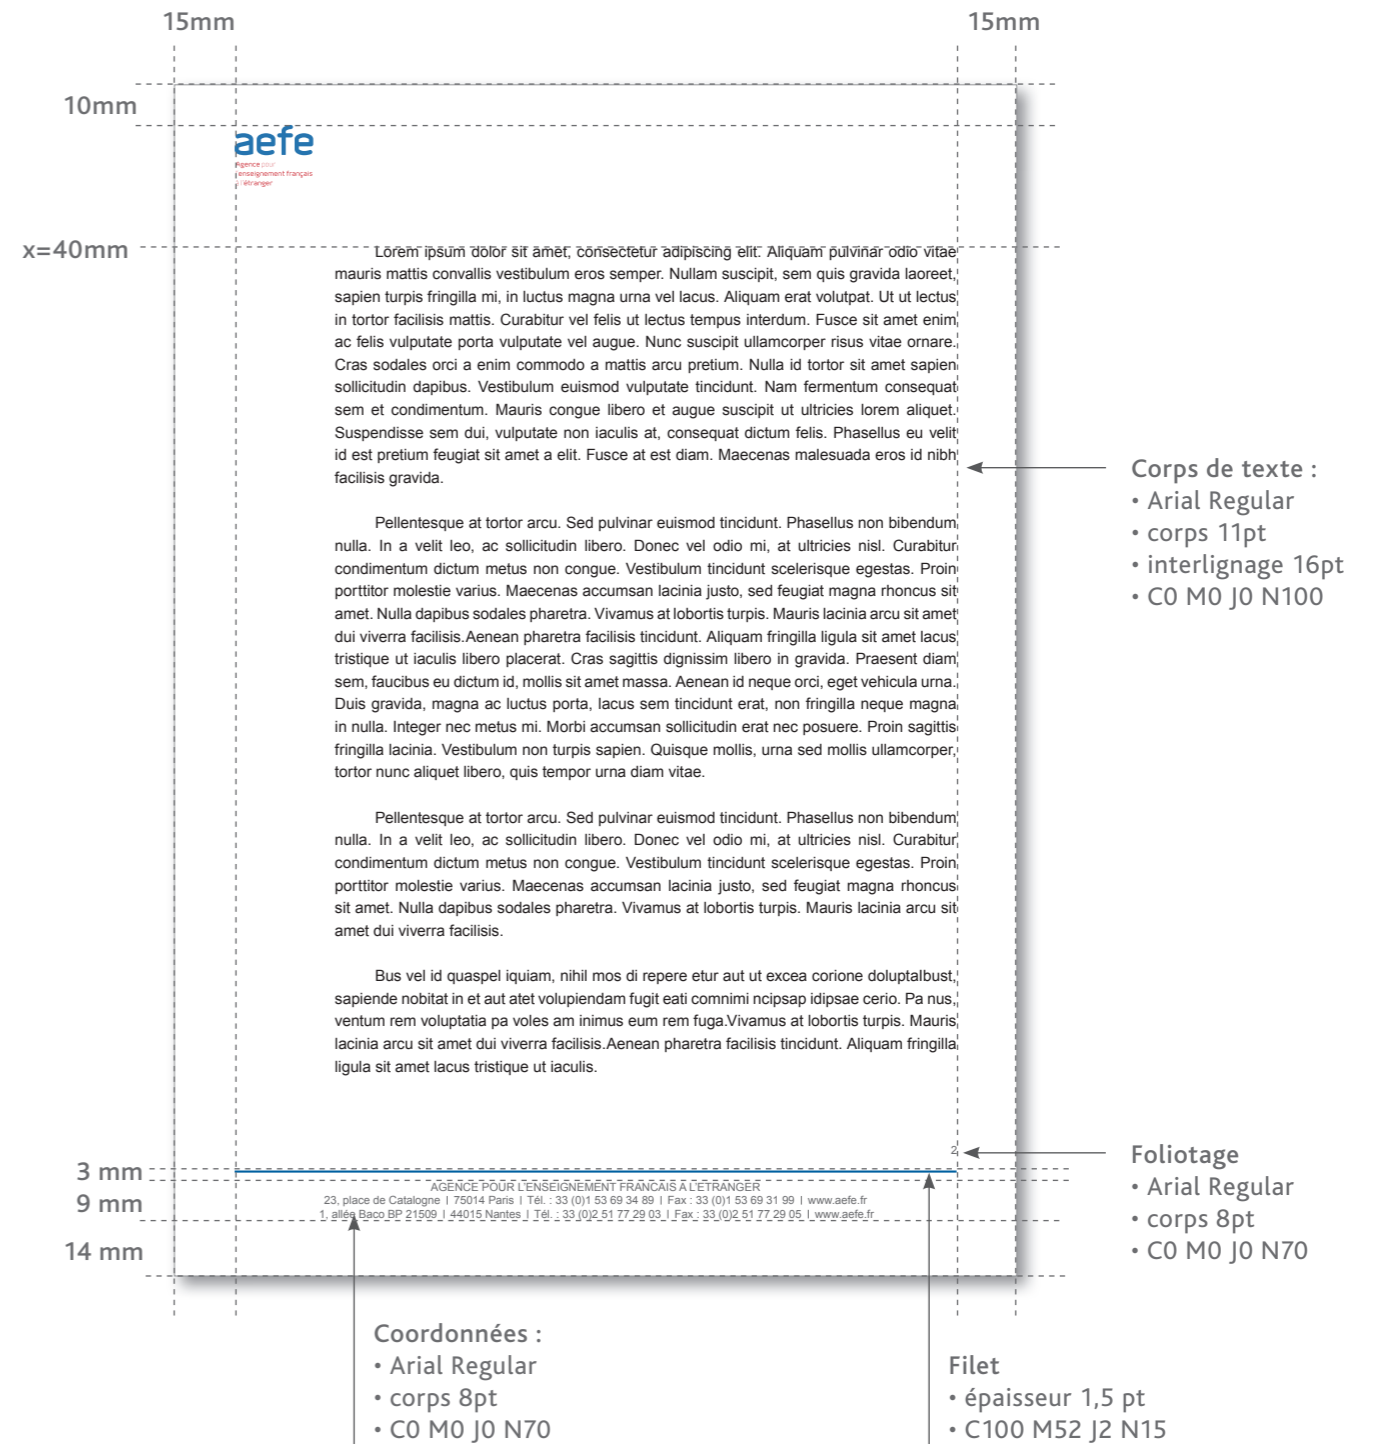 15mm
15mm
10mm
aefe
Agence pour
l'enseignement français
à l'étranger
x=40mm
Lorem ipsum dolor sit amet, consectetur adipiscing elit. Aliquam pulvinar odio vitae
mauris mattis convallis vestibulum eros semper. Nullam suscipit, sem quis gravida laoreet,
sapien turpis fringilla mi, in luctus magna urna vel lacus. Aliquam erat volutpat. Ut ut lectus
in tortor facilisis mattis. Curabitur vel felis ut lectus tempus interdum. Fusce sit amet enim
ac felis vulputate porta vulputate vel augue. Nunc suscipit ullamcorper risus vitae ornare.
Cras sodales orci a enim commodo a mattis arcu pretium. Nulla id tortor sit amet sapien
sollicitudin dapibus. Vestibulum euismod vulputate tincidunt. Nam fermentum consequat
sem et condimentum. Mauris congue libero et augue suscipit ut ultricies lorem aliquet.
Suspendisse sem dui, vulputate non iaculis at, consequat dictum felis. Phasellus eu velit
id est pretium feugiat sit amet a elit. Fusce at est diam. Maecenas malesuada eros id nibh
facilisis gravida.
Pellentesque at tortor arcu. Sed pulvinar euismod tincidunt. Phasellus non bibendum
nulla. In a velit leo, ac sollicitudin libero. Donec vel odio mi, at ultricies nisl. Curabitur
condimentum dictum metus non congue. Vestibulum tincidunt scelerisque egestas. Proin
porttitor molestie varius. Maecenas accumsan lacinia justo, sed feugiat magna rhoncus sit
amet. Nulla dapibus sodales pharetra. Vivamus at lobortis turpis. Mauris lacinia arcu sit amet
dui viverra facilisis.Aenean pharetra facilisis tincidunt. Aliquam fringilla ligula sit amet lacus
tristique ut iaculis libero placerat. Cras sagittis dignissim libero in gravida. Praesent diam
sem, faucibus eu dictum id, mollis sit amet massa. Aenean id neque orci, eget vehicula urna.
Duis gravida, magna ac luctus porta, lacus sem tincidunt erat, non fringilla neque magna
in nulla. Integer nec metus mi. Morbi accumsan sollicitudin erat nec posuere. Proin sagittis
fringilla lacinia. Vestibulum non turpis sapien. Quisque mollis, urna sed mollis ullamcorper,
tortor nunc aliquet libero, quis tempor urna diam vitae.
Pellentesque at tortor arcu. Sed pulvinar euismod tincidunt. Phasellus non bibendum
nulla. In a velit leo, ac sollicitudin libero. Donec vel odio mi, at ultricies nisl. Curabitur
condimentum dictum metus non congue. Vestibulum tincidunt scelerisque egestas. Proin
porttitor molestie varius. Maecenas accumsan lacinia justo, sed feugiat magna rhoncus
sit amet. Nulla dapibus sodales pharetra. Vivamus at lobortis turpis. Mauris lacinia arcu sit
amet dui viverra facilisis.
Bus vel id quaspel iquiam, nihil mos di repere etur aut ut excea corione doluptaIbust,
sapiende nobitat in et aut atet volupiendam fugit eati comnimi ncipsap idipsae cerio. Pa nus,
ventum rem voluptatia pa voles am inimus eum rem fuga.Vivamus at lobortis turpis. Mauris
lacinia arcu sit amet dui viverra facilisis.Aenean pharetra facilisis tincidunt. Aliquam fringilla
ligula sit amet lacus tristique ut iaculis.
Corps de texte :
• Arial Regular
• corps 11pt
• interlignage 16pt
• C0 M0 J0 N100
2
Foliotage
• Arial Regular
• corps 8pt
• C0 M0 J0 N70
3 mm
9 mm
14 mm
AGENCE POUR L'ENSEIGNEMENT FRANCAIS A L'ETRANGER
23, place de Catalogne I 75014 Paris I Tél. : 33 (0)1 53 69 34 89 I Fax : 33 (0)1 53 69 31 99 I www.aefe.fr
1, allée Baco BP 21509 I 44015 Nantes I Tél. : 33 (0)2 51 77 29 03 I Fax : 33 (0)2 51 77 29 05 I www.aefe.fr
Coordonnées :
• Arial Regular
• corps 8pt
• C0 M0 J0 N70
Filet
• épaisseur 1,5 pt
• C100 M52 J2 N15